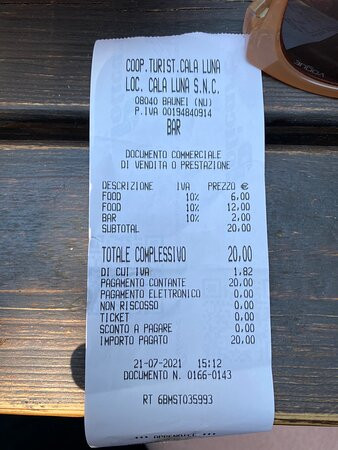 COOP.TURIST.CALA LUNA
LOC. CALA LUNA S.N.C.
08040 BAUNEI (NU)
P.IVA 00194840914
BAR
DOCUMENTO COMMERCIALE
DI VENDITA O PRESTAZIONE
DESCRIZIONE IVA PREZZO €
FOOD 10% 6,00
FOOD 10% 12,00
BAR 10% 2,00
SUBTOTAL 20,00
TOTALE COMPLESSIVO 20,00
DI CUI IVA 1,82
PAGAMENTO CONTANTE 20,00
PAGAMENTO ELETTRONICO 0,00
NON RISCOSSO 0,00
TICKET 0,00
SCONTO A PAGARE 0,00
IMPORTO PAGATO 20,00
21-07-2021 15:12
DOCUMENTO N. 0166-0143
RT 6BMST035993
vogue